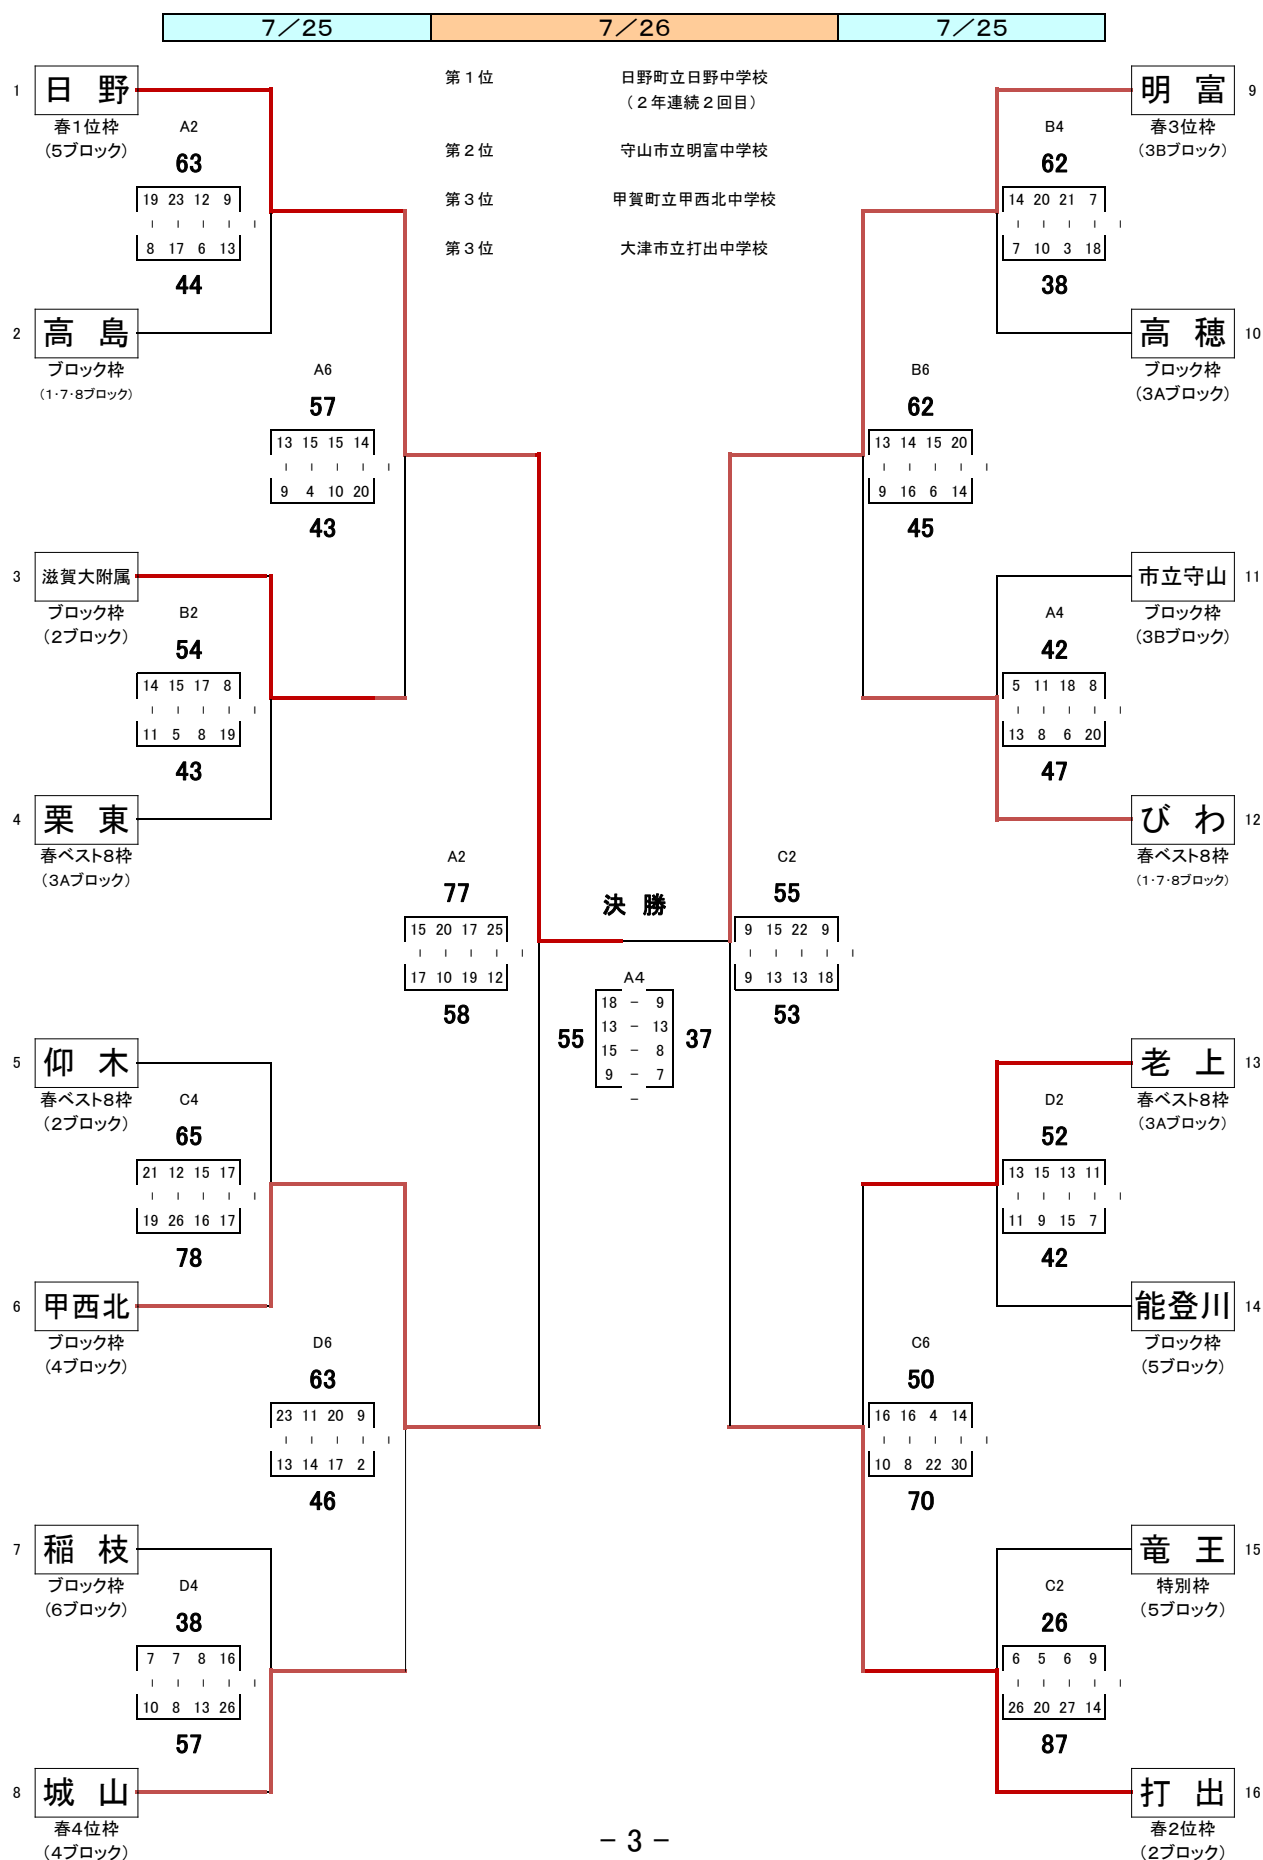 7／25 7／26 7／25
第１位 日野町立日野中学校
（２年連続２回目）
第２位 守山市立明富中学校
第３位 甲賀町立甲西北中学校
第３位 大津市立打出中学校
1 日 野
春1位枠
(5ブロック)
A2
63
19 23 12 9
8 17 6 13
44
2 高 島
ブロック枠
(1・7・8ブロック)
A6
57
13 15 15 14
9 4 10 20
43
3 滋賀大附属
ブロック枠
(2ブロック)
B2
54
14 15 17 8
11 5 8 19
43
4 栗 東
春ベスト8枠
(3Aブロック)
A2
77
15 20 17 25
17 10 19 12
58
5 仰 木
春ベスト8枠
(2ブロック)
C4
65
21 12 15 17
19 26 16 17
78
6 甲西北
ブロック枠
(4ブロック)
D6
63
23 11 20 9
13 14 17 2
46
7 稲 枝
ブロック枠
(6ブロック)
D4
38
7 7 8 16
10 8 13 26
57
8 城 山
春4位枠
(4ブロック)
決 勝
A4
55
18 － 9
13 － 13
15 － 8
9 － 7
－
37
明 富 9
春3位枠
(3Bブロック)
B4
62
14 20 21 7
7 10 3 18
38
高 穂 10
ブロック枠
(3Aブロック)
B6
62
13 14 15 20
9 16 6 14
45
市立守山 11
ブロック枠
(3Bブロック)
A4
42
5 11 18 8
13 8 6 20
47
びわ 12
春ベスト8枠
(1・7・8ブロック)
C2
55
9 15 22 9
9 13 13 18
53
老 上 13
春ベスト8枠
(3Aブロック)
D2
52
13 15 13 11
11 9 15 7
42
能登川 14
ブロック枠
(5ブロック)
C6
50
16 16 4 14
10 8 22 30
70
竜 王 15
特別枠
(5ブロック)
C2
26
6 5 6 9
26 20 27 14
87
打 出 16
春2位枠
(2ブロック)
－ 3 －